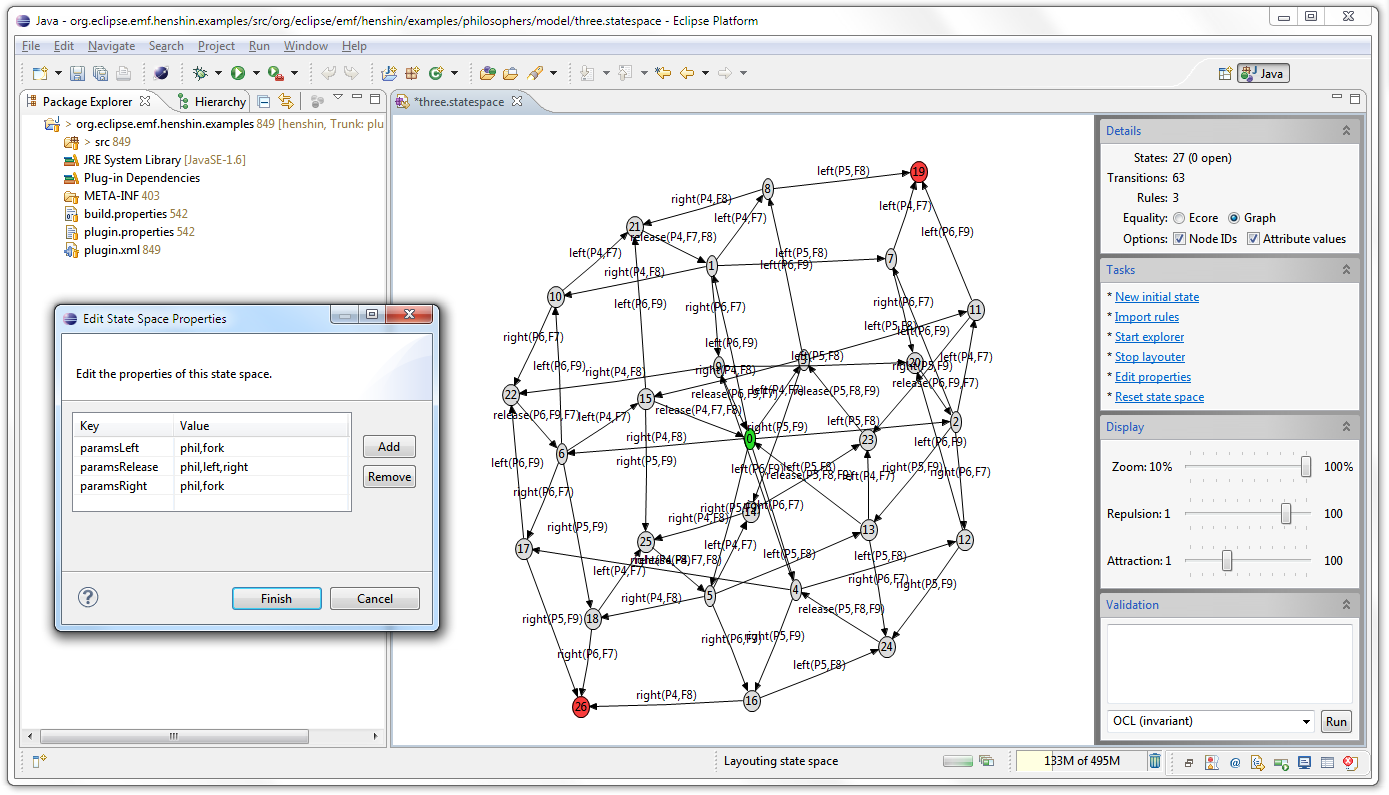 Java - org.eclipse.emf.henshin.examples/src/org/eclipse/emf/henshin/examples/philosophers/model/three.statespace - Eclipse Platform
File Edit Navigate Search Project Run Window Help
Java
Package Explorer
Hierarchy
*three.statespace
> org.eclipse.emf.henshin.examples 849 [henshin, Trunk: plu
> src 849
JRE System Library [JavaSE-1.6]
Plug-in Dependencies
META-INF 403
build.properties 542
plugin.properties 542
plugin.xml 849
Edit State Space Properties
Edit the properties of this state space.
Key Value
paramsLeft phil,fork
paramsRelease phil,left,right
paramsRight phil,fork
Add
Remove
Finish
Cancel
left(P5,F8)
19
8
right(P4,F8)
left(P4,F7)
left(P4,F7)
21
release(P4,F7,F8)
left(P6,F9)
left(P4,F7)
left(P5,F8)
7
1
left(P6,F9)
right(P4,F8)
10
left(P6,F9)
right(P6,F7)
right(P6,F7)
11
left(P5,F8)
left(P6,F9)
right(P6,F7)
left(P6,F9)
left(P5,F8)
left(P4,F7)
left(P6,F9)
9
right(P4,F8)
right(P4,F8)
3
20
right(P5,F9)
22
15
release(P6,F9,F7)
left(P4,F7)
release(P5,F8,F9)
release(P6,F9,F7)
release(P6,F9,F7)
left(P4,F7)
release(P4,F7,F8)
right(P5,F9)
left(P5,F8)
2
right(P4,F8)
0
23
left(P6,F9)
6
left(P6,F9)
right(P5,F9)
left(P6,F9)
left(P5,F8)
release(P5,F8,F9)
left(P4,F7)
right(P6,F7)
right(P6,F7)
14
right(P6,F7)
right(P4,F8)
right(P5,F9)
13
12
17
25
left(P4,F7)
left(P5,F8)
left(P5,F8)
left(P4,F7)
right(P6,F7)
right(P5,F9)
5
4
right(P4,F8)
release(P5,F8,F9)
right(P5,F9)
18
right(P6,F7)
right(P5,F9)
24
right(P6,F7)
left(P5,F8)
right(P4,F8)
16
26
Details
States: 27 (0 open)
Transitions: 63
Rules: 3
Equality: Ecore Graph
Options: Node IDs Attribute values
Tasks
* New initial state
* Import rules
* Start explorer
* Stop layouter
* Edit properties
* Reset state space
Display
Zoom: 10% 100%
Repulsion: 1 100
Attraction: 1 100
Validation
OCL (invariant)
Run
Layouting state space
133M of 495M